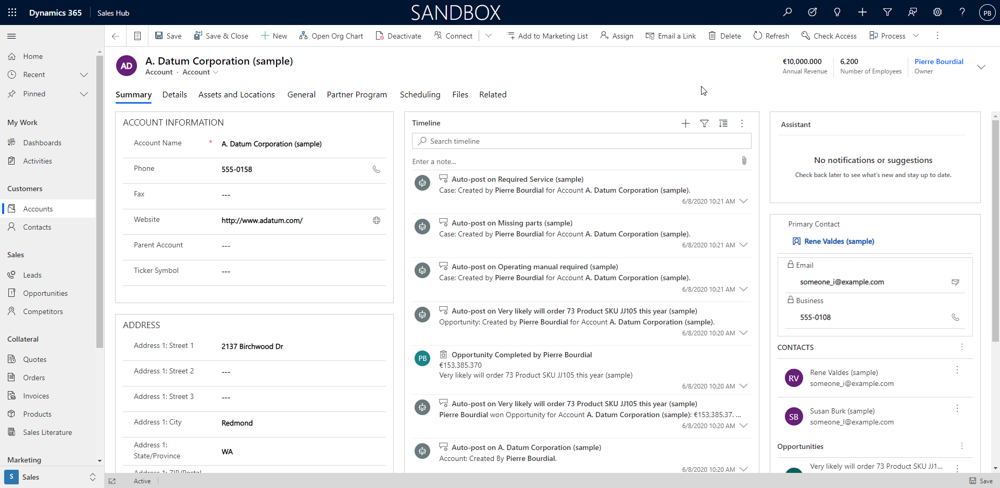 Dynamics 365
Sales Hub
SANDBOX
PB
Save
Save & Close
New
Open Org Chart
Deactivate
Connect
Add to Marketing List
Assign
Email a Link
Delete
Refresh
Check Access
Process
Home
Recent
Pinned
My Work
Dashboards
Activities
Customers
Accounts
Contacts
Sales
Leads
Opportunities
Competitors
Collateral
Quotes
Orders
Invoices
Products
Sales Literature
Marketing
S
Sales
AD
A. Datum Corporation (sample)
Account · Account
€10,000.000
Annual Revenue
6,200
Number of Employees
Pierre Bourdial
Owner
Summary
Details
Assets and Locations
General
Partner Program
Scheduling
Files
Related
ACCOUNT INFORMATION
Account Name * A. Datum Corporation (sample)
Phone 555-0158
Fax ---
Website http://www.adatum.com/
Parent Account ---
Ticker Symbol ---
ADDRESS
Address 1: Street 1 2137 Birchwood Dr
Address 1: Street 2 ---
Address 1: Street 3 ---
Address 1: City Redmond
Address 1:
State/Province WA
Address 1: ZIP/Postal
Timeline
Search timeline
Enter a note...
Auto-post on Required Service (sample)
Case: Created by Pierre Bourdial for Account A. Datum Corporation (sample).
6/8/2020 10:21 AM
Auto-post on Missing parts (sample)
Case: Created by Pierre Bourdial for Account A. Datum Corporation (sample).
6/8/2020 10:21 AM
Auto-post on Operating manual required (sample)
Case: Created by Pierre Bourdial for Account A. Datum Corporation (sample).
6/8/2020 10:21 AM
Auto-post on Very likely will order 73 Product SKU JJ105 this year (sample)
Opportunity: Created by Pierre Bourdial for Account A. Datum Corporation (sample).
6/8/2020 10:20 AM
PB
Opportunity Completed by Pierre Bourdial
€153,385.370
Very likely will order 73 Product SKU JJ105 this year (sample)
6/8/2020 10:20 AM
Auto-post on Very likely will order 73 Product SKU JJ105 this year (sample)
Pierre Bourdial won Opportunity for Account A. Datum Corporation (sample): €153,385.37. ...
6/8/2020 10:20 AM
Auto-post on A. Datum Corporation (sample)
Account: Created By Pierre Bourdial.
6/8/2020 10:20 AM
Assistant
No notifications or suggestions
Check back later to see what's new and stay up to date.
Primary Contact
Rene Valdes (sample)
Email
someone_i@example.com
Business
555-0108
CONTACTS
RV
Rene Valdes (sample)
someone_i@example.com
SB
Susan Burk (sample)
someone_l@example.com
Opportunities
Very likely will order 73 Product SKU JJ1...
Active
Save